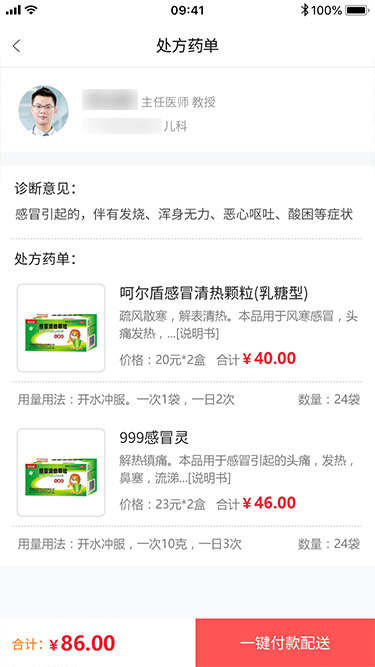 09:41
100%
处方药单
主任医师 教授
儿科
诊断意见：
感冒引起的，伴有发烧、浑身无力、恶心呕吐、酸困等症状
处方药单：
呵尔盾感冒清热颗粒(乳糖型)
疏风散寒，解表清热。本品用于风寒感冒，头
痛发热，...[说明书]
价格：20元*2盒 合计¥40.00
用量用法：开水冲服。一次1袋，一日2次 数量：24袋
999感冒灵
解热镇痛。本品用于感冒引起的头痛，发热，
鼻塞，流涕...[说明书]
价格：23元*2盒 合计¥46.00
用量用法：开水冲服，一次10克，一日3次 数量：24袋
合计：¥86.00
一键付款配送